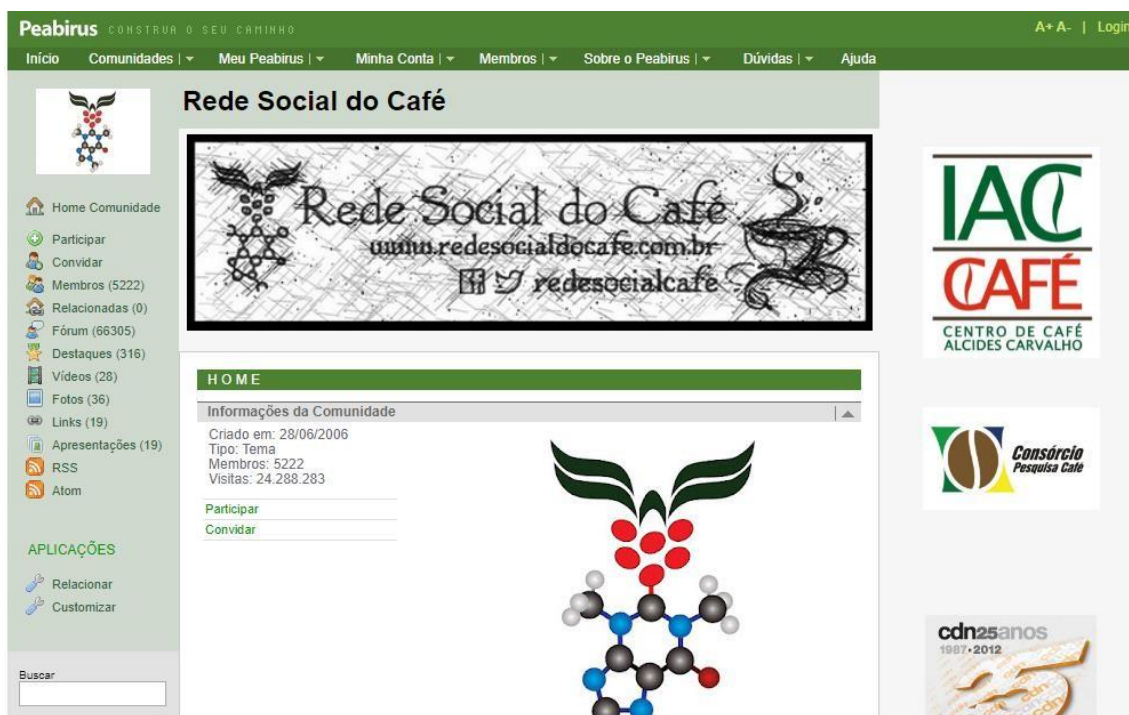 Peabirus CONSTRUA O SEU CAMINHO
A+ A- | Login
Início Comunidades | Meu Peabirus | Minha Conta | Membros | Sobre o Peabirus | Dúvidas | Ajuda
Rede Social do Café
Rede Social do Café
www.redesocialdocafe.com.br
redesocialcafe
Home Comunidade
Participar
Convidar
Membros (5222)
Relacionadas (0)
Fórum (66305)
Destaques (316)
Vídeos (28)
Fotos (36)
Links (19)
Apresentações (19)
RSS
Atom
APLICAÇÕES
Relacionar
Customizar
Buscar
HOME
Informações da Comunidade
Criado em: 28/06/2006
Tipo: Tema
Membros: 5222
Visitas: 24.288.283
Participar
Convidar
IAC
CAFÉ
CENTRO DE CAFÉ
ALCIDES CARVALHO
Consórcio
Pesquisa Café
cdn25anos
1987•2012
25